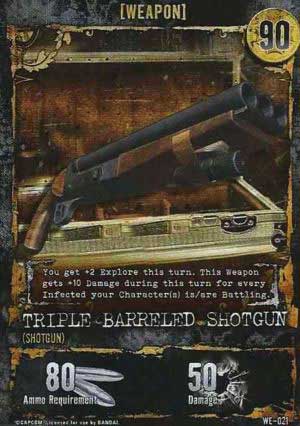 [WEAPON]
90
You get +2 Explore this turn. This Weapon
gets +10 Damage during this turn for every
Infected your Character(s) is/are Battling.
TRIPLE BARRELED SHOTGUN
(SHOTGUN)
80
50
Ammo Requirement
Damage
©CAPCOM Licensed for use by BANDAI.
WE-021